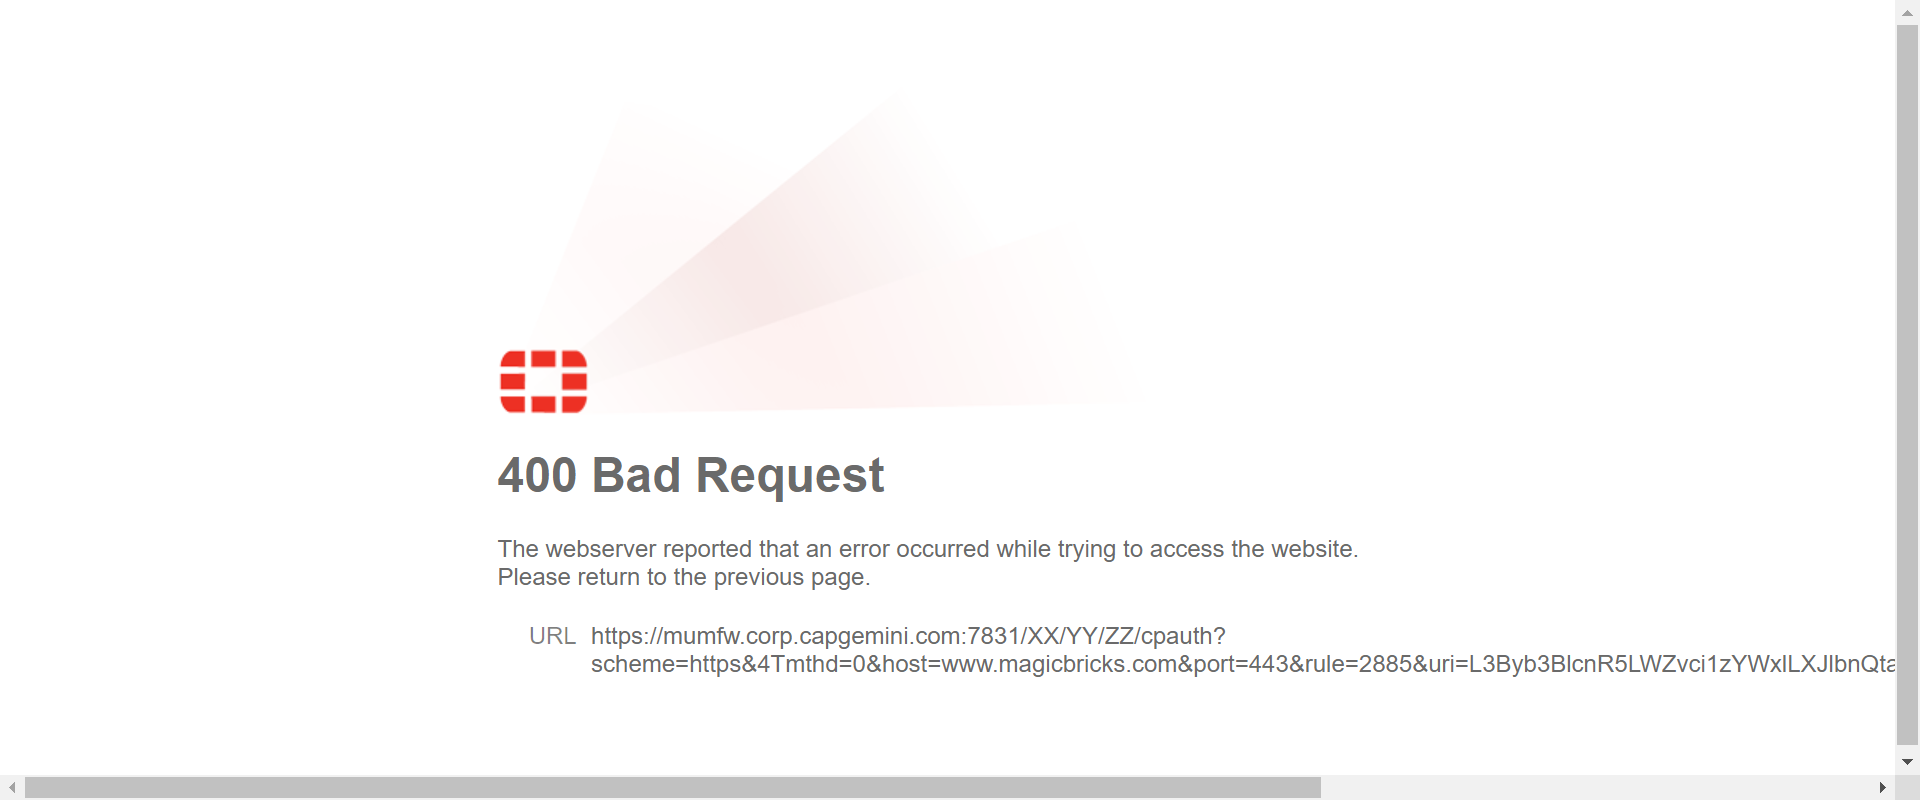 400 Bad Request
The webserver reported that an error occurred while trying to access the website.
Please return to the previous page.
URL https://mumfw.corp.capgemini.com:7831/XX/YY/ZZ/cpauth?
scheme=https&4Tmthd=0&host=www.magicbricks.com&port=443&rule=2885&uri=L3Byb3BlcnR5LWZvci1zYWxlLXJlbnQta